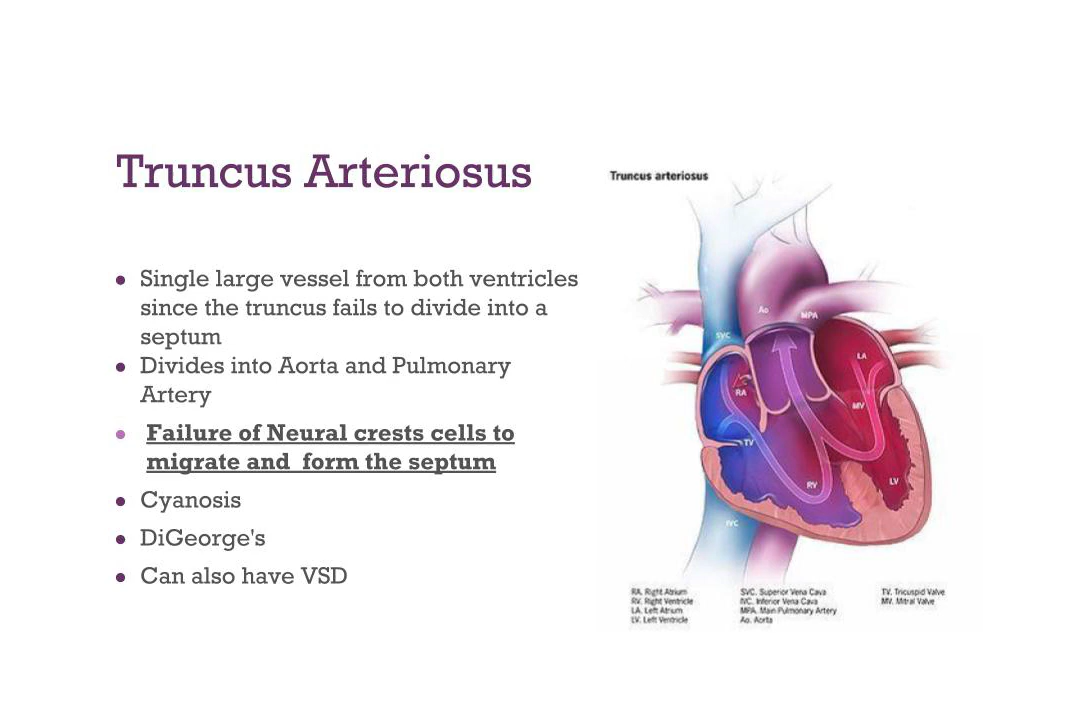 Truncus Arteriosus
● Single large vessel from both ventricles
since the truncus fails to divide into a
septum
● Divides into Aorta and Pulmonary
Artery
● Failure of Neural crests cells to
migrate and form the septum
● Cyanosis
● DiGeorge's
● Can also have VSD
Truncus arteriosus
Ao
MPA
SVC
LA
RA
MV
TV
RV
LV
IVC
RA. Right Atrium
RV. Right Ventricle
LA. Left Atrium
LV. Left Ventricle
SVC. Superior Vena Cava
IVC. Inferior Vena Cava
MPA. Main Pulmonary Artery
Ao. Aorta
TV. Tricuspid Valve
MV. Mitral Valve